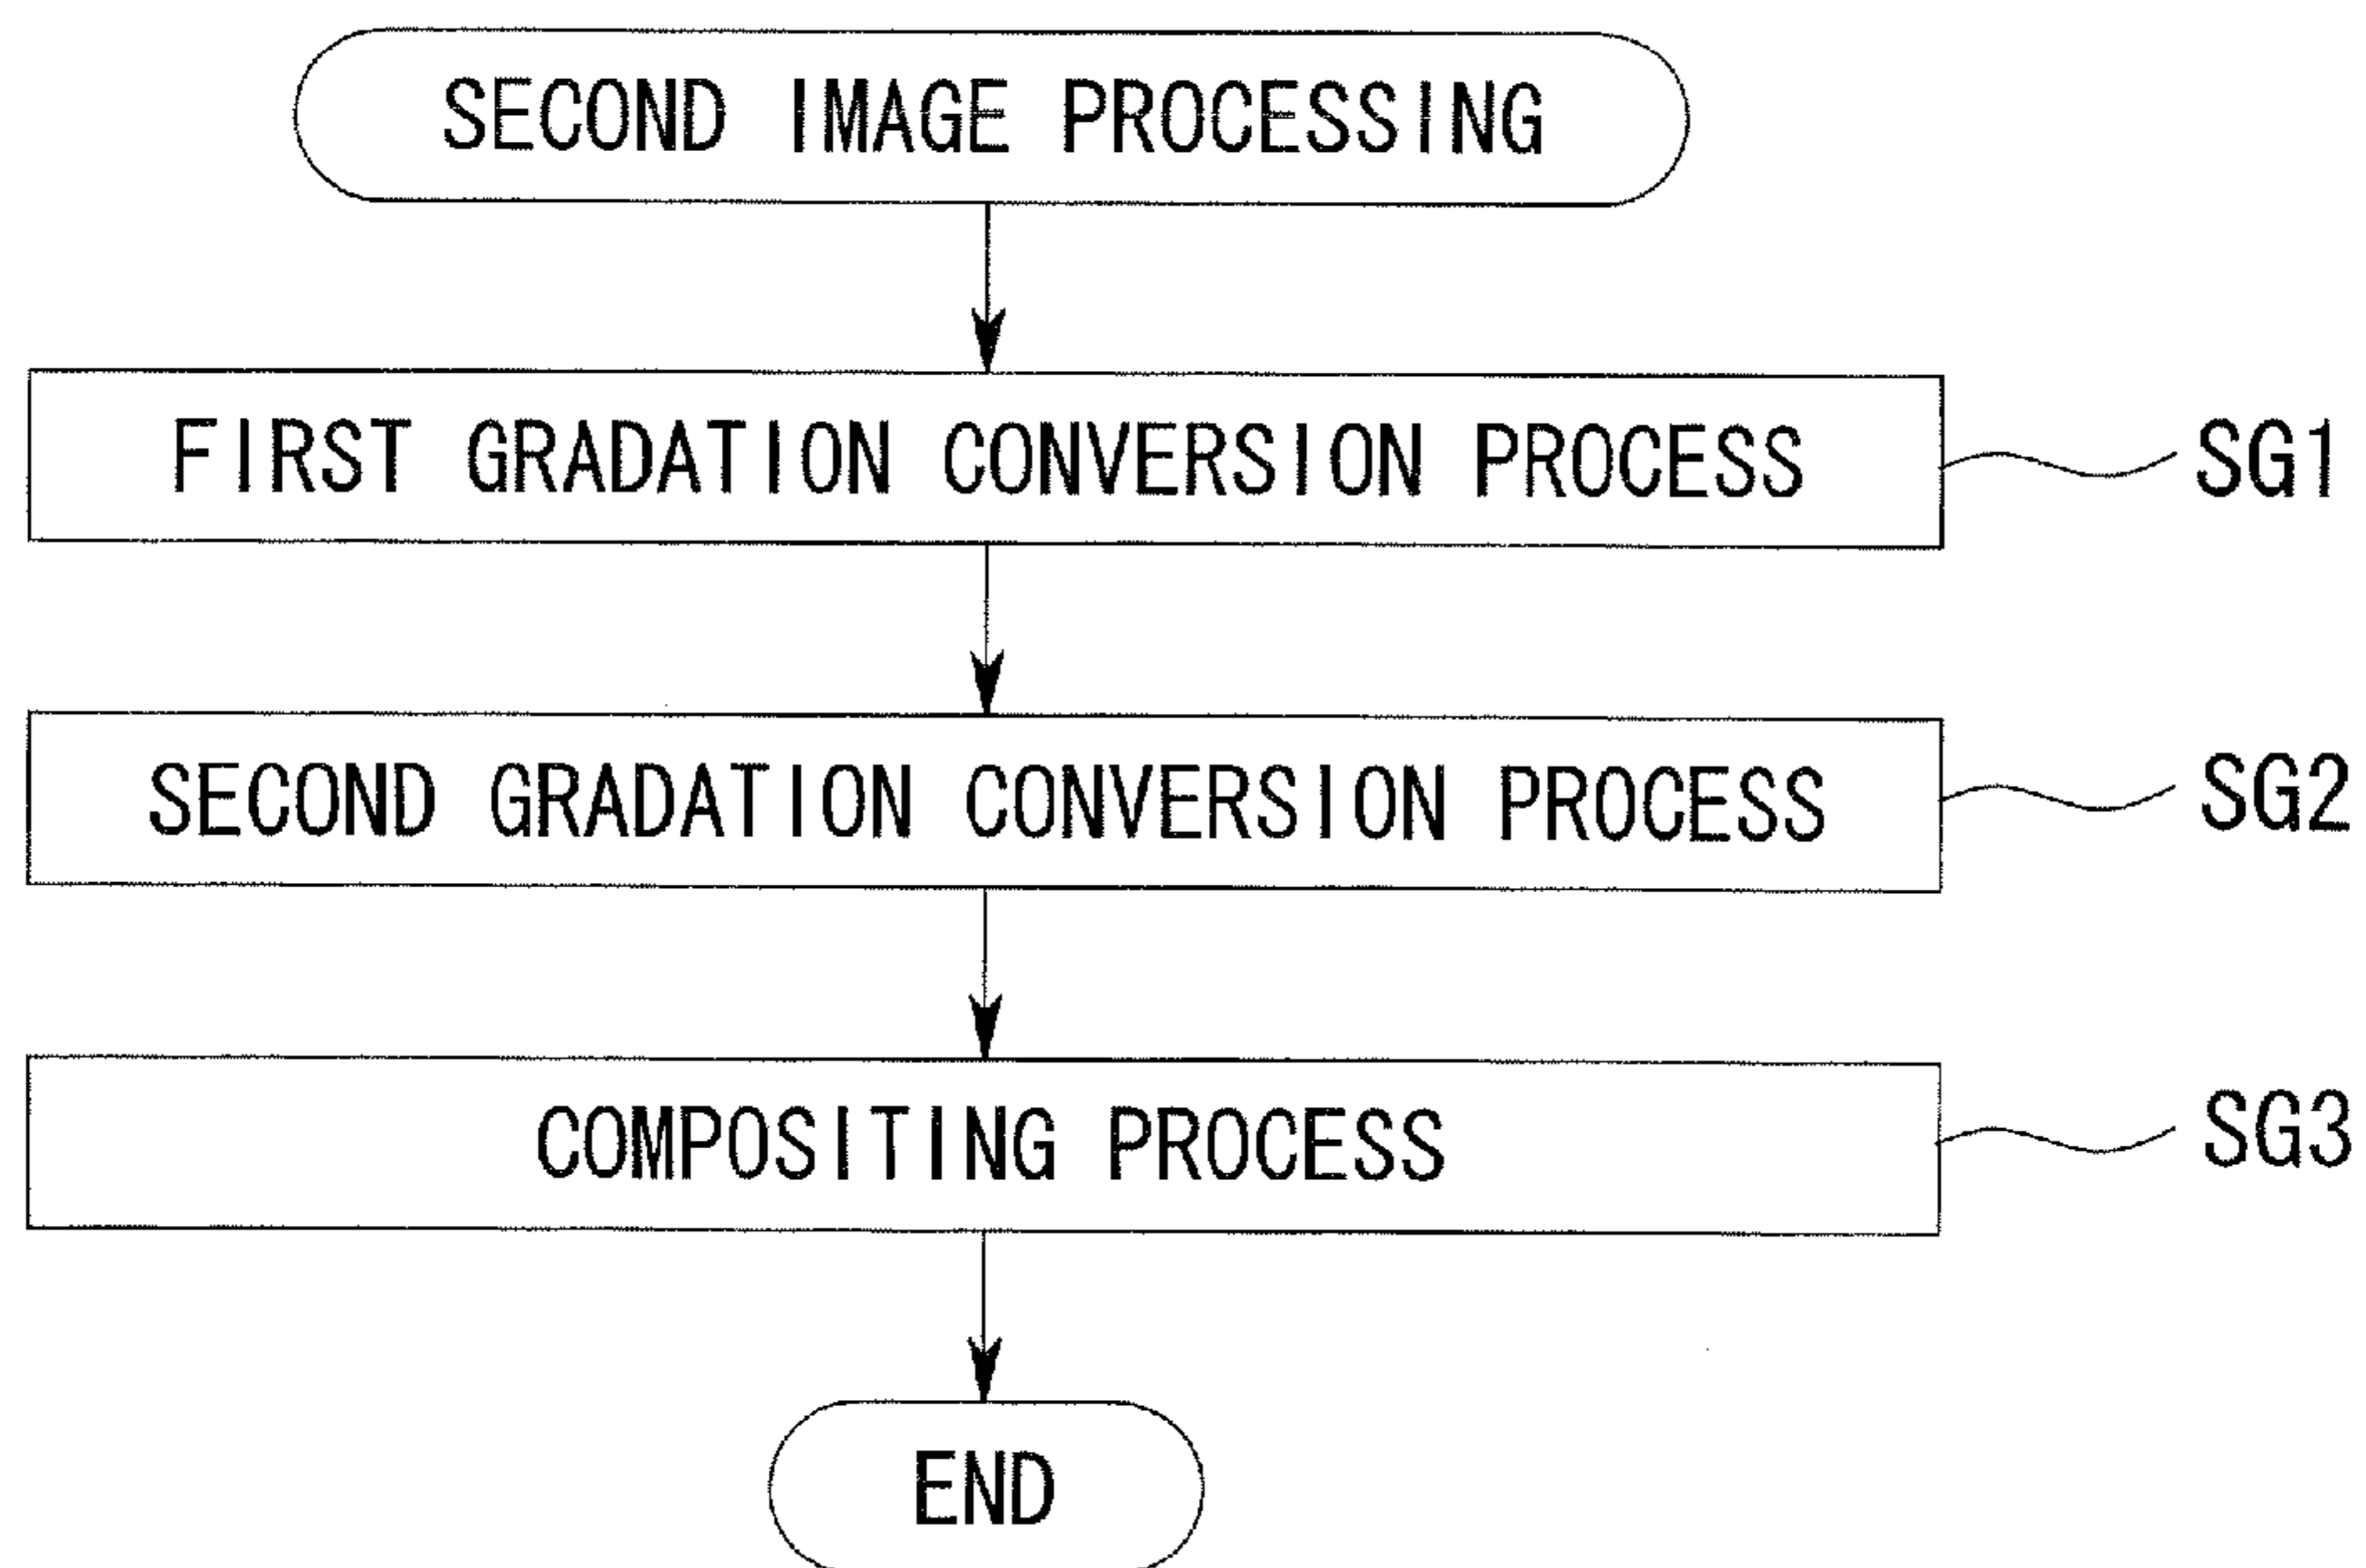 SECOND IMAGE PROCESSING
FIRST GRADATION CONVERSION PROCESS
SG1
SECOND GRADATION CONVERSION PROCESS
SG2
COMPOSITING PROCESS
SG3
END